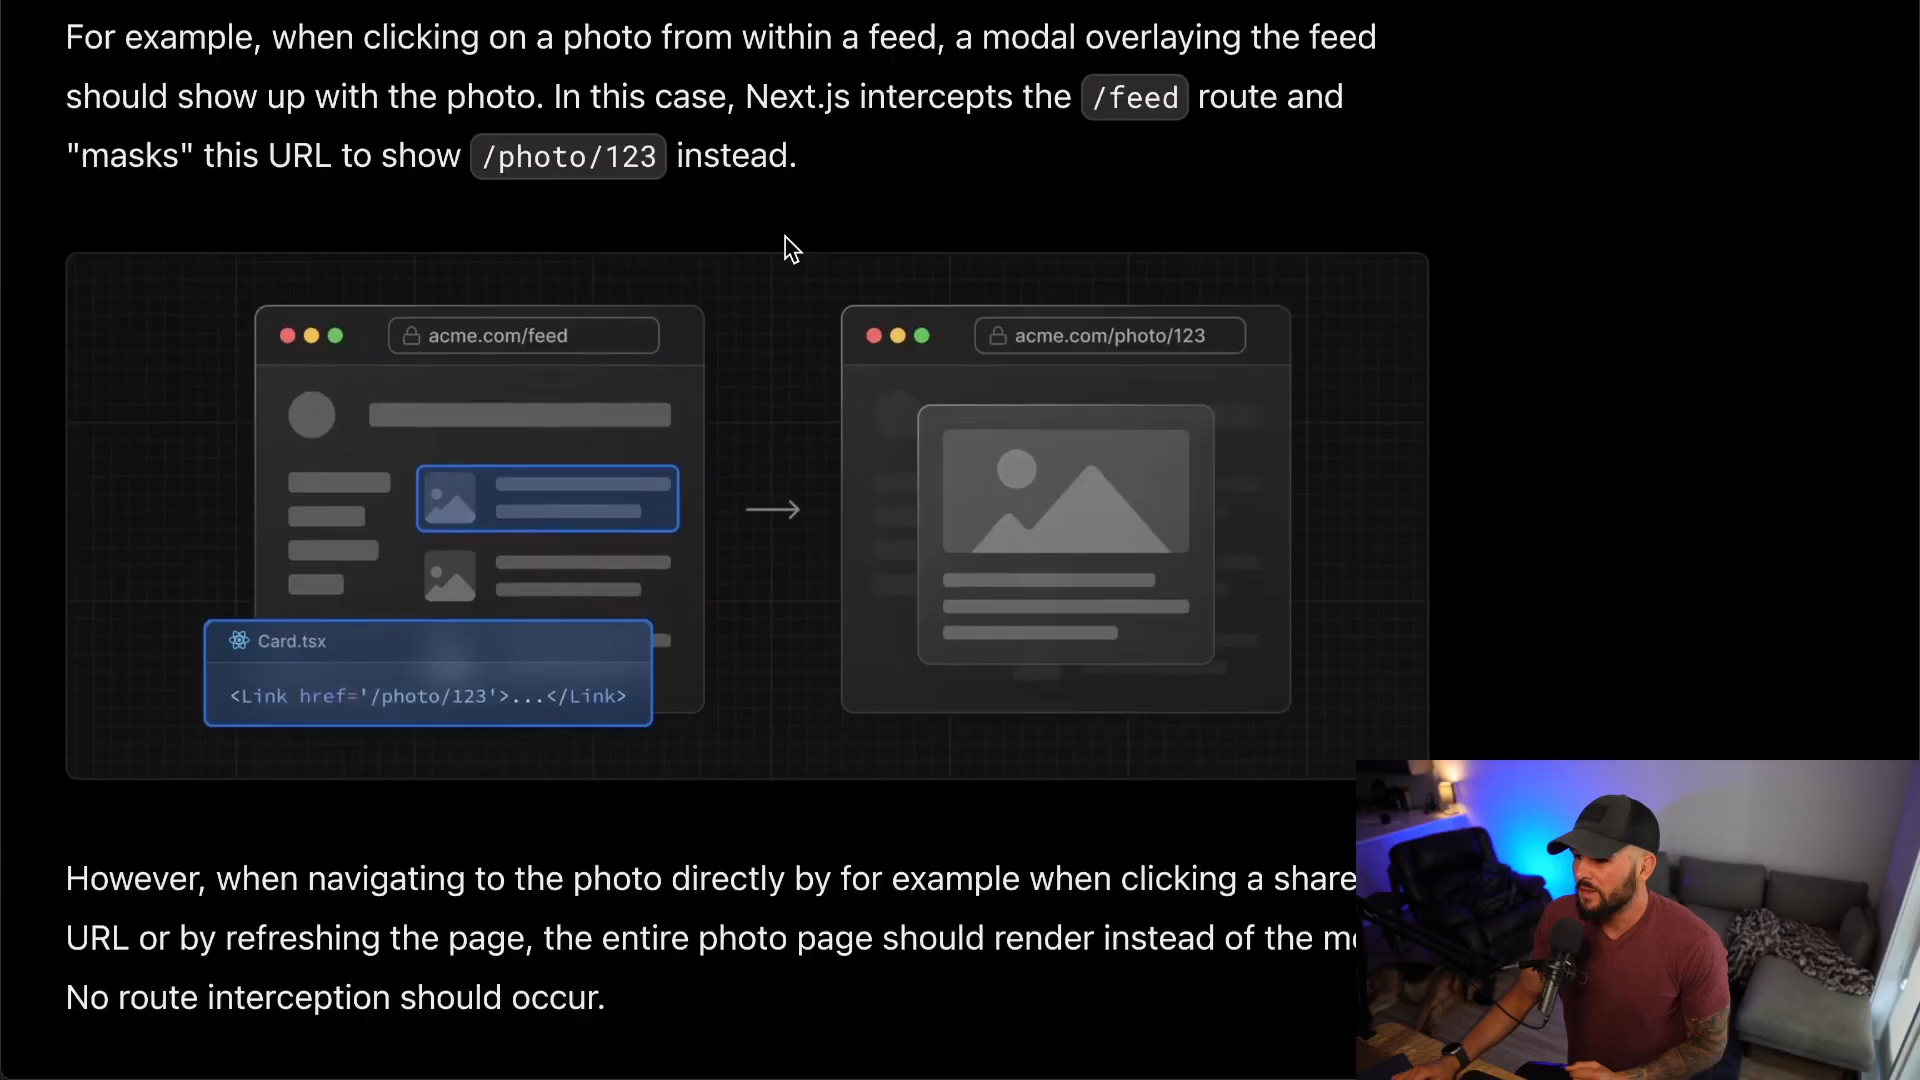 For example, when clicking on a photo from within a feed, a modal overlaying the feed
should show up with the photo. In this case, Next.js intercepts the /feed route and
"masks" this URL to show /photo/123 instead.
acme.com/feed
acme.com/photo/123
Card.tsx
<Link href='/photo/123'>...</Link>
However, when navigating to the photo directly by for example when clicking a share
URL or by refreshing the page, the entire photo page should render instead of the
No route interception should occur.